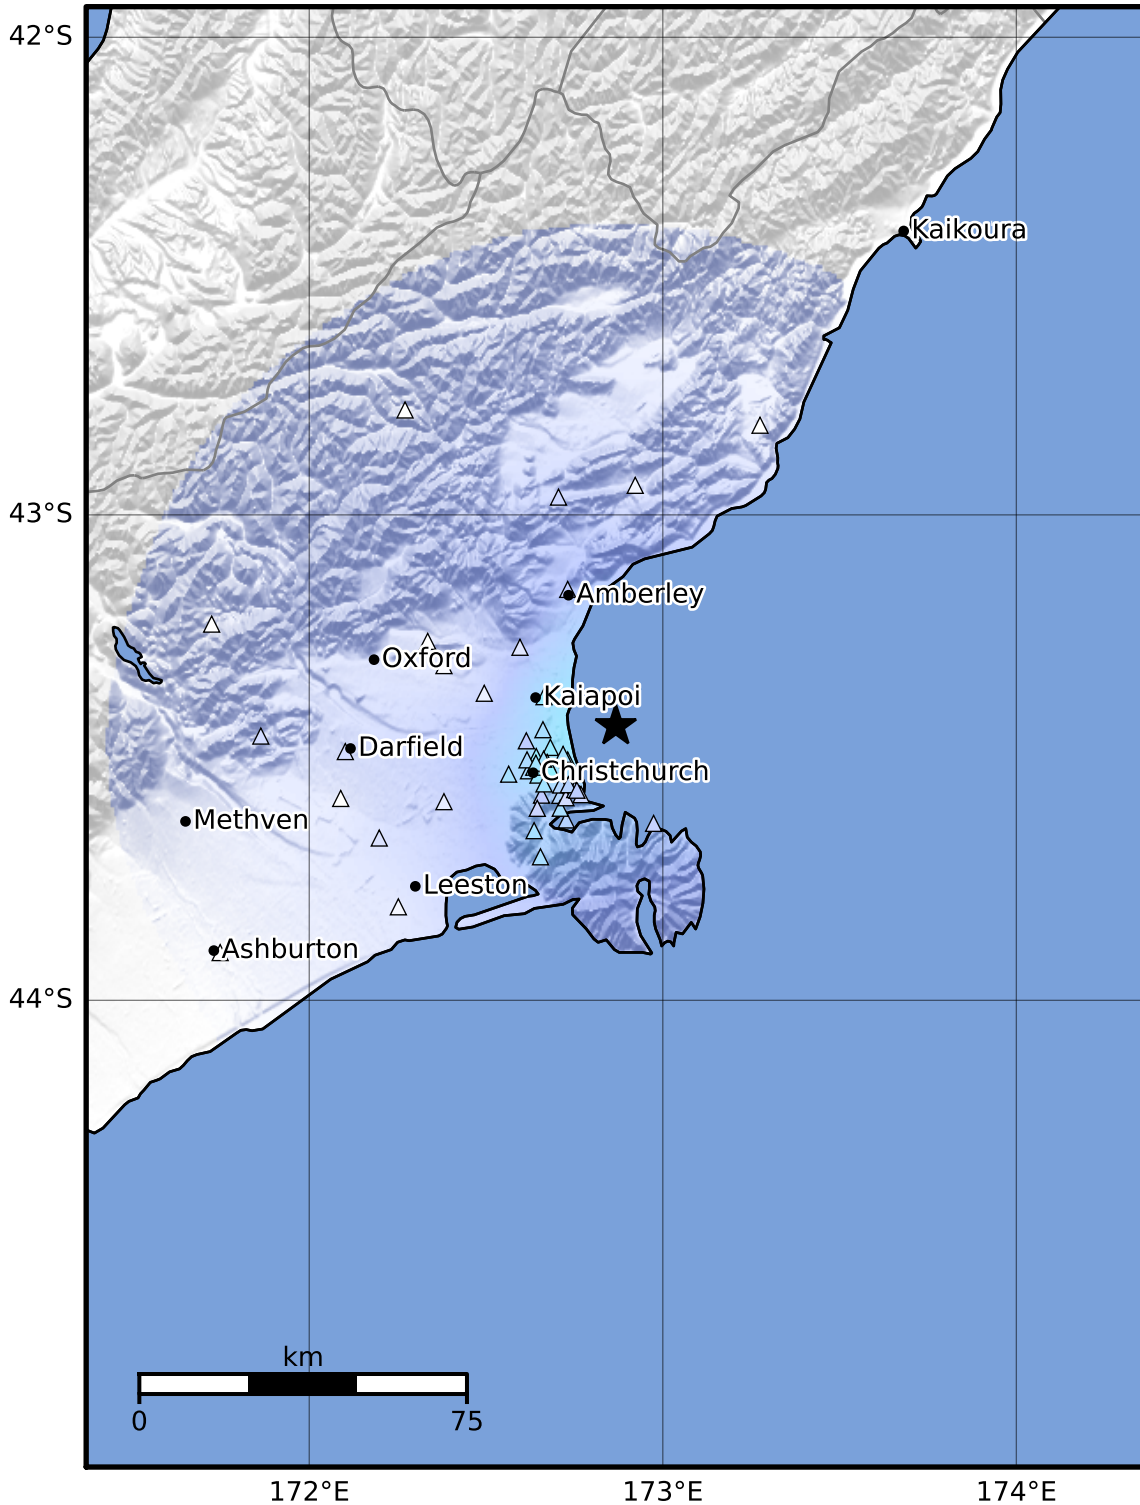 42°S
Kaikoura
43°S
Amberley
Oxford
Kaiapoi
Darfield
Christchurch
Methven
Leeston
Ashburton
44°S
km
0 75
172°E 173°E 174°E